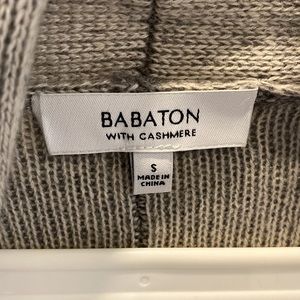 BABATON
WITH CASHMERE
S
MADE IN
CHINA